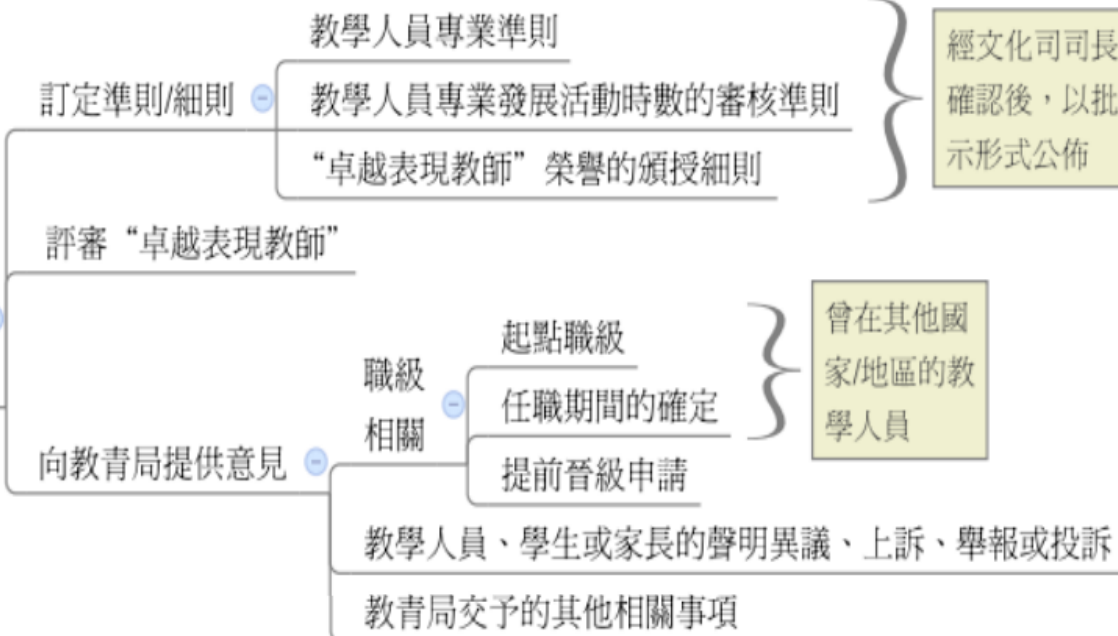 教學人員專業準則
訂定準則/細則
教學人員專業發展活動時數的審核準則
“卓越表現教師”榮譽的頒授細則
經文化司司長
確認後，以批
示形式公佈
評審“卓越表現教師”
向教青局提供意見
職級
相關
起點職級
任職期間的確定
提前晉級申請
曾在其他國
家/地區的教
學人員
教學人員、學生或家長的聲明異議、上訴、舉報或投訴
教青局交予的其他相關事項